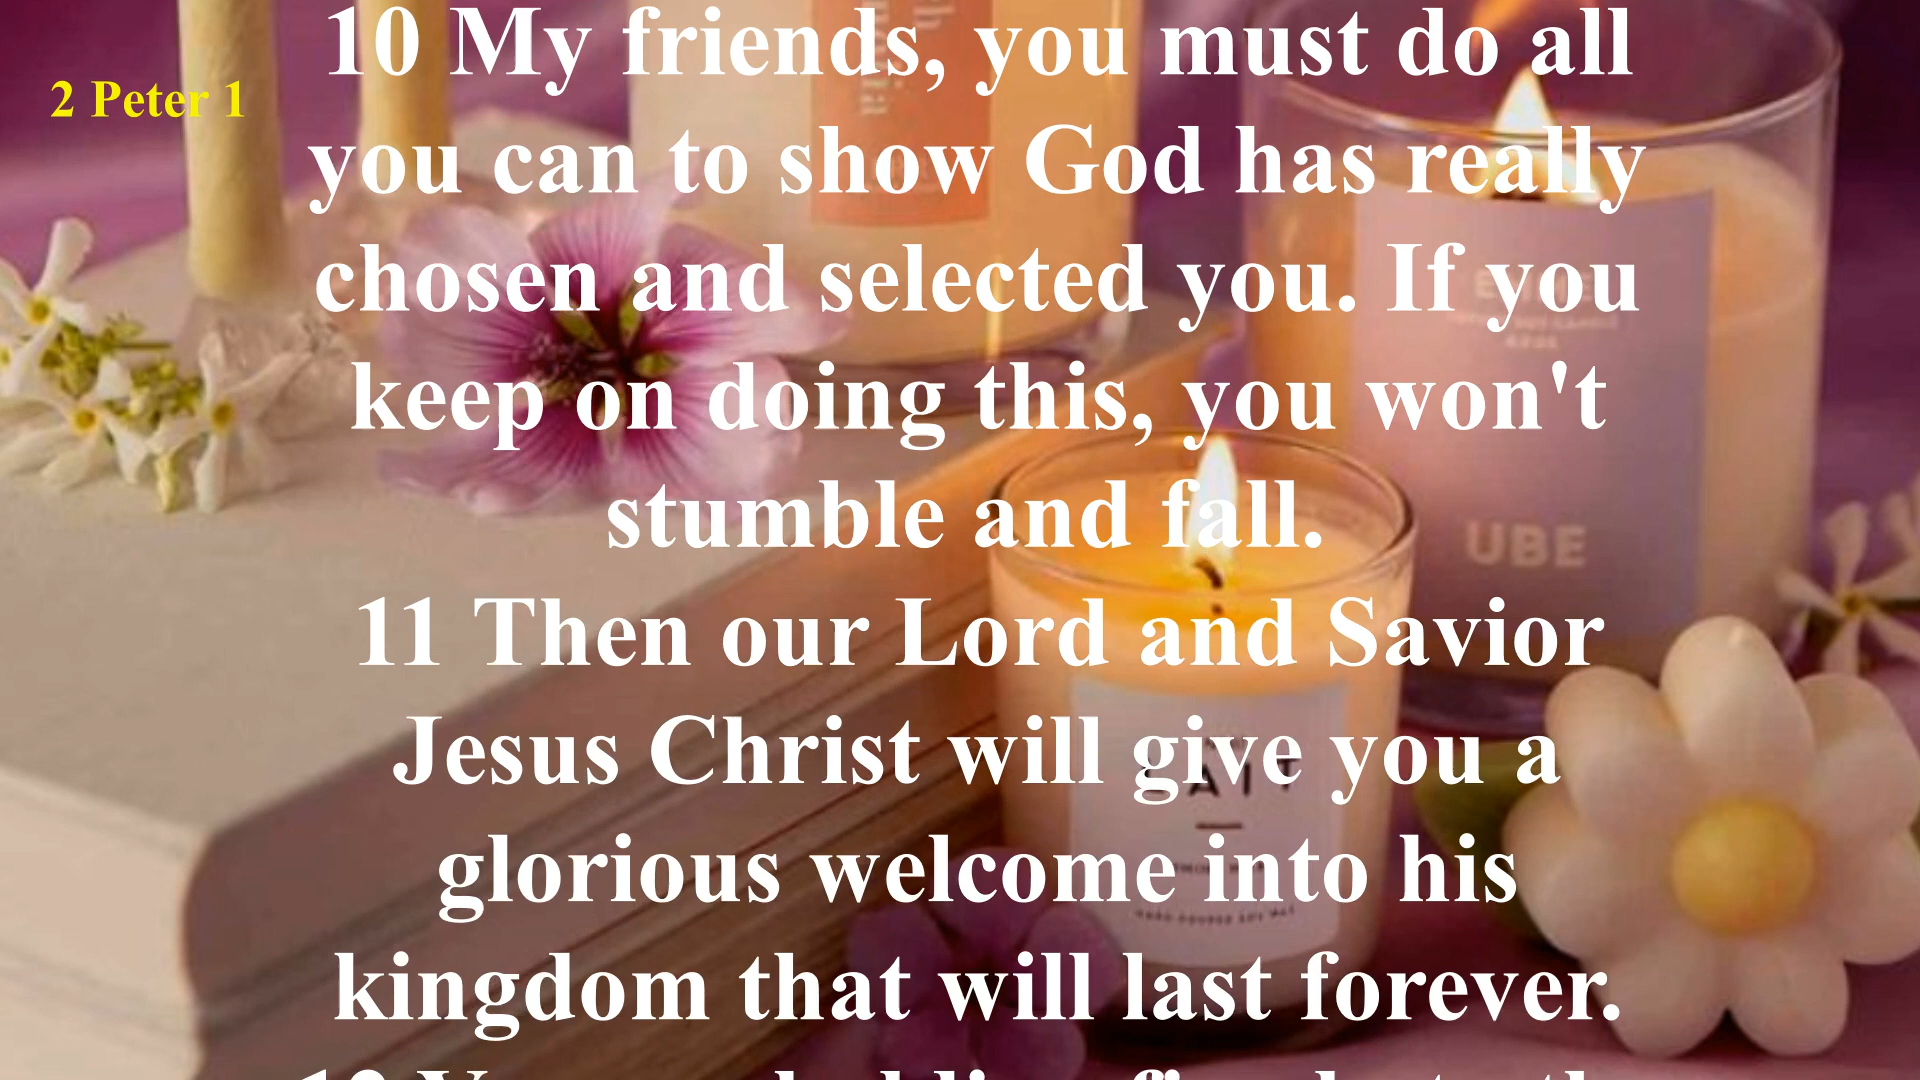 2 Peter 1
10 My friends, you must do all
you can to show God has really
chosen and selected you. If you
keep on doing this, you won't
stumble and fall.
11 Then our Lord and Savior
Jesus Christ will give you a
glorious welcome into his
kingdom that will last forever.
UBE